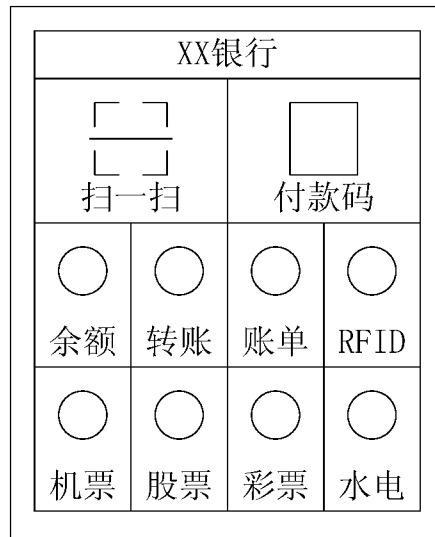 XX银行
扫一扫 付款码
余额 转账 账单 RFID
机票 股票 彩票 水电